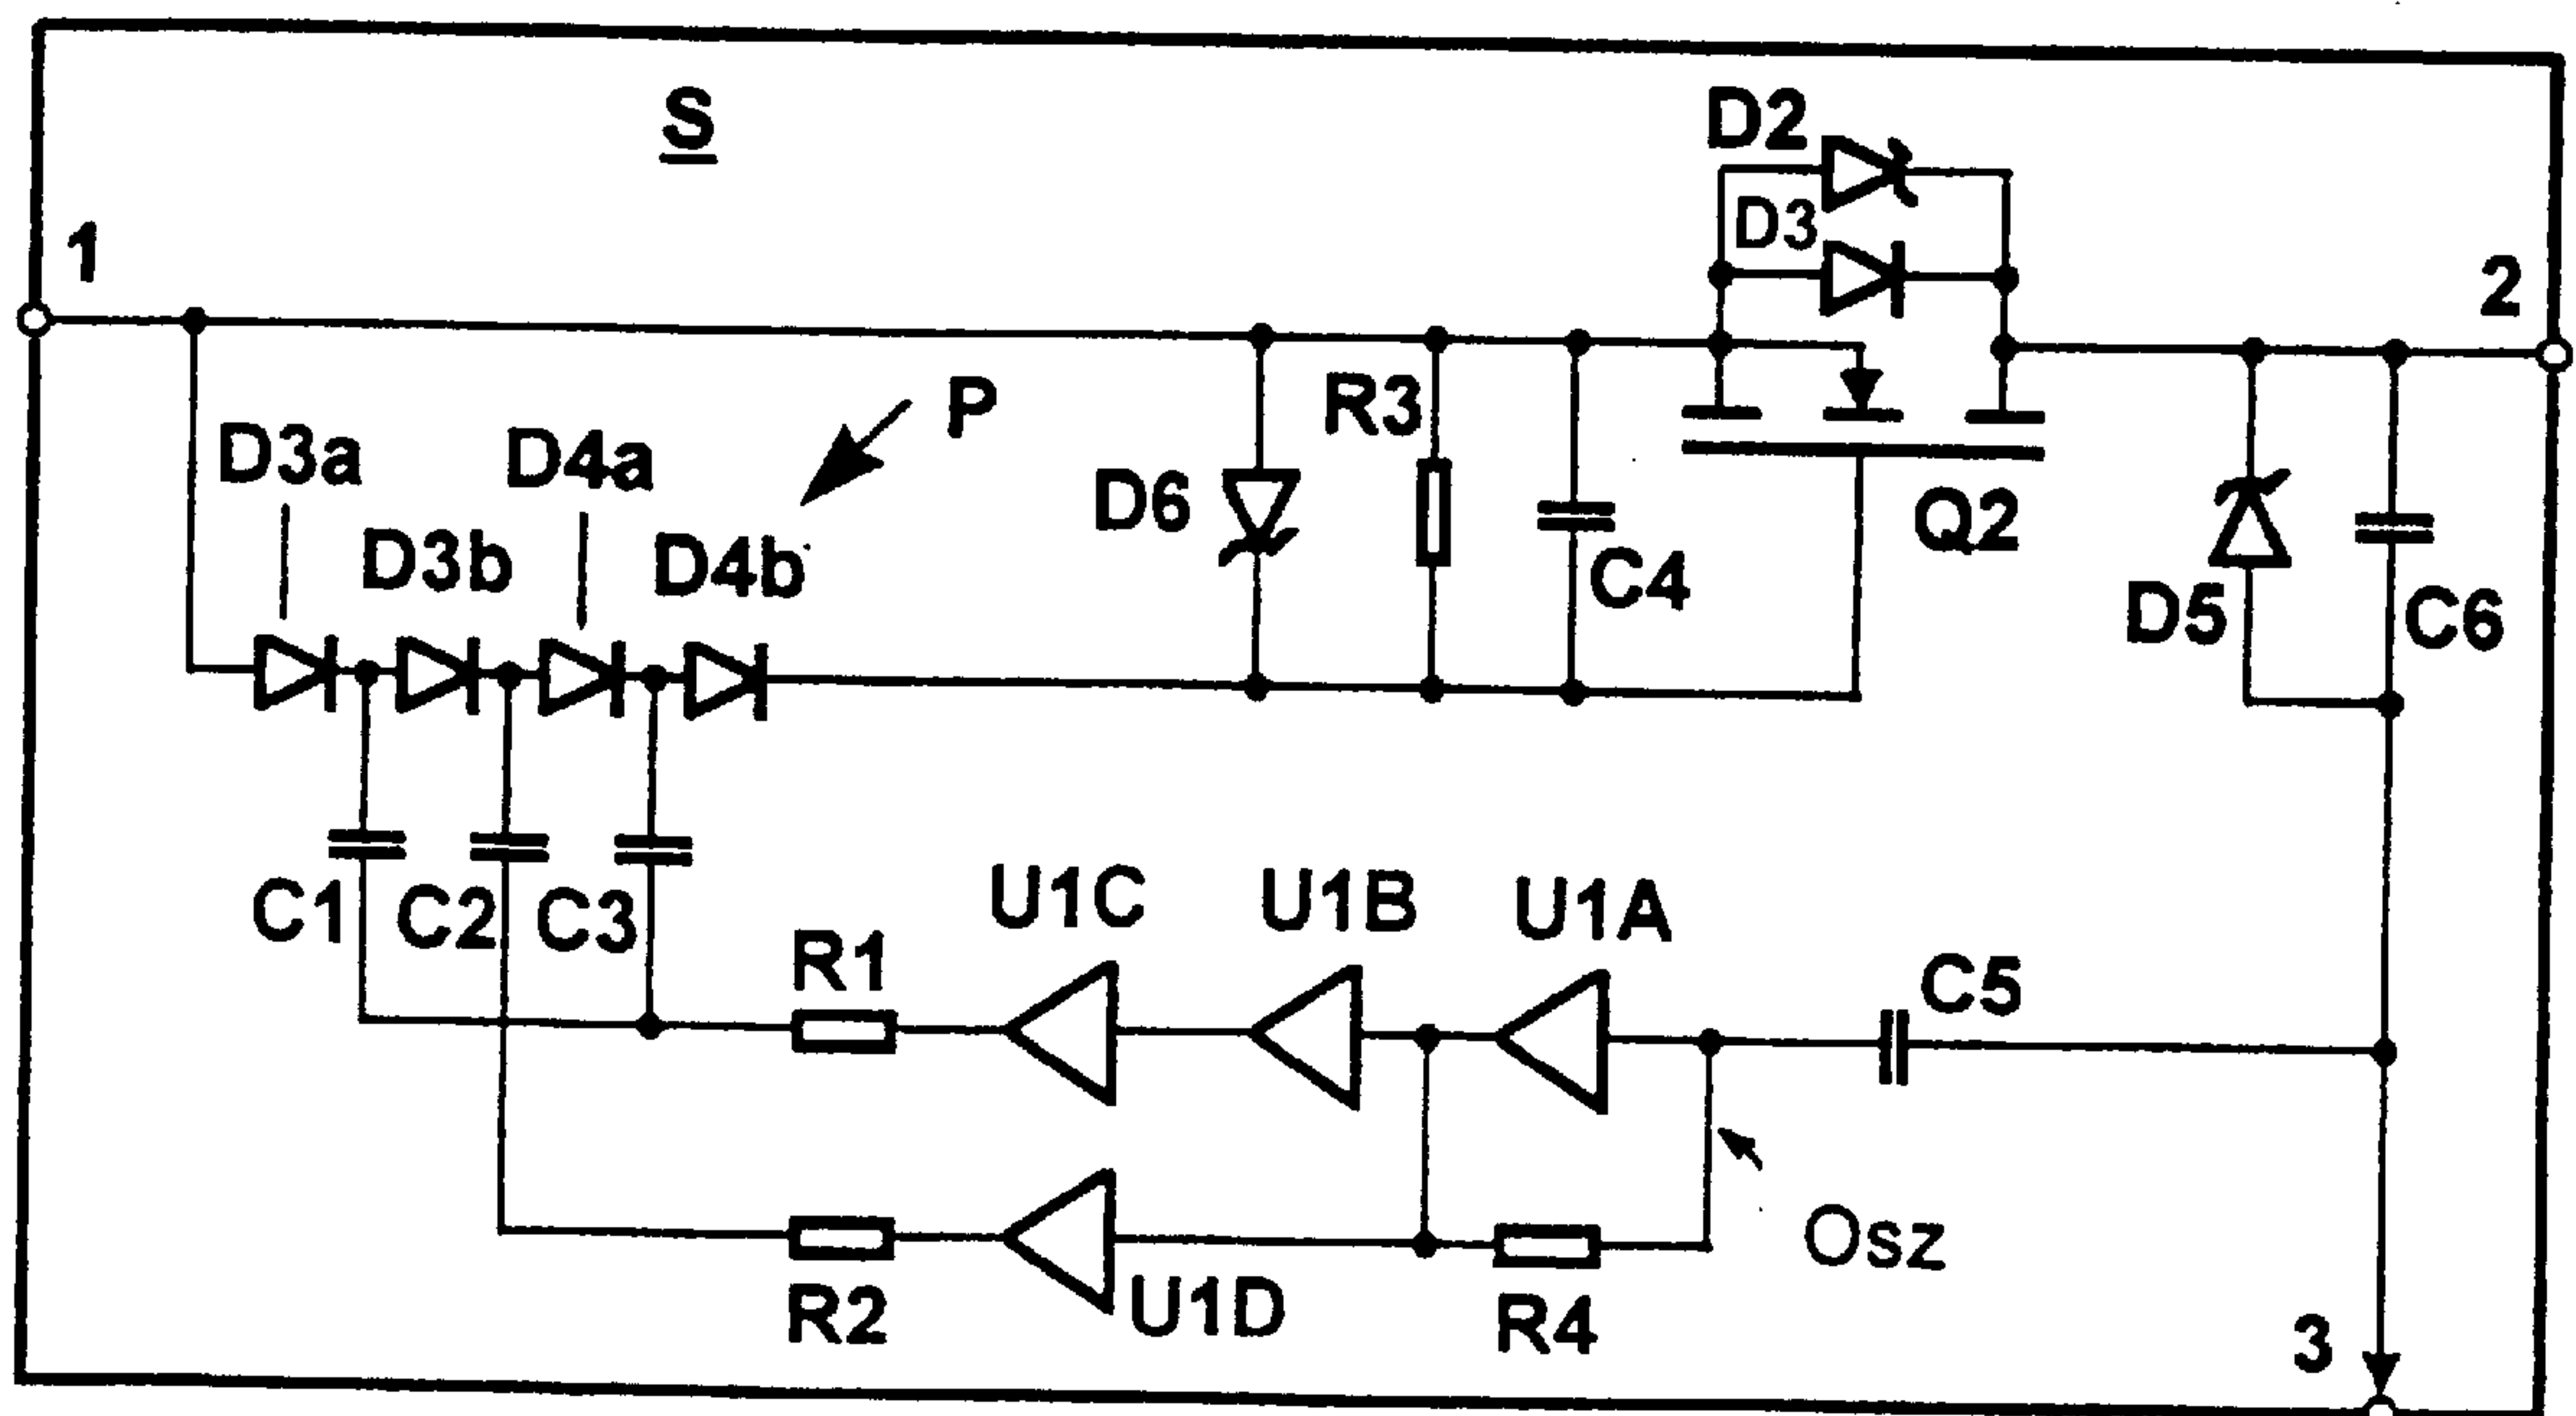 S
D2
D3
1
2
P
R3
D3a
D4a
D6
Q2
D3b
D4b
C4
D5
C6
C1
C2
C3
U1C
U1B
U1A
C5
R1
Osz
R2
U1D
R4
3